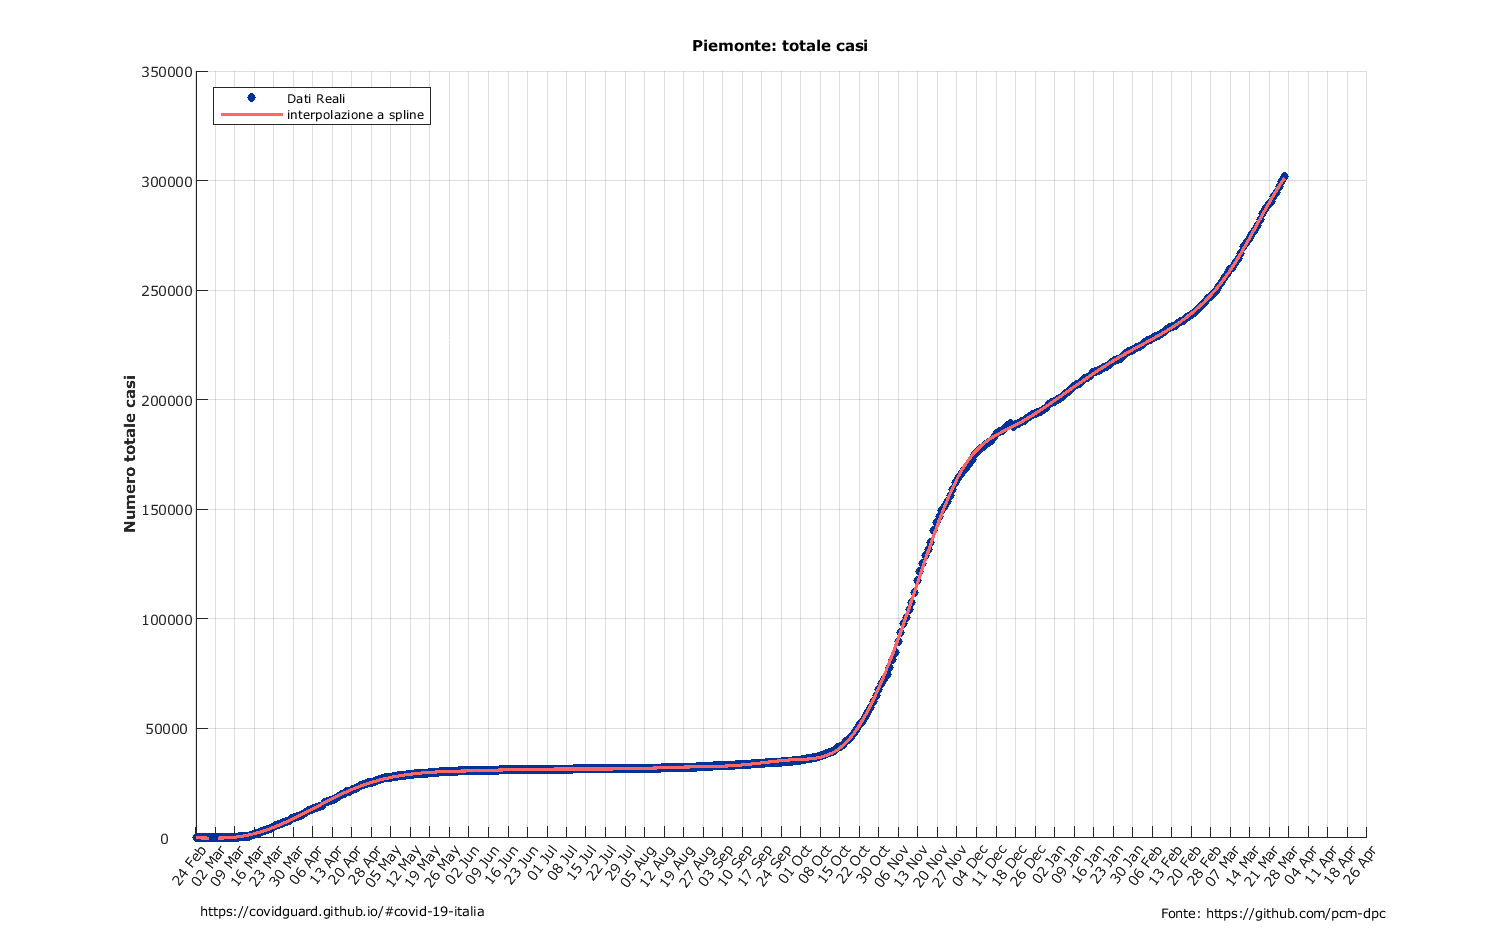 Piemonte: totale casi
350000
Dati Reali
interpolazione a spline
300000
250000
200000
150000
100000
50000
0
Numero totale casi
24 Feb
02 Mar
09 Mar
16 Mar
23 Mar
30 Mar
06 Apr
13 Apr
20 Apr
28 Apr
05 May
12 May
19 May
26 May
02 Jun
09 Jun
16 Jun
23 Jun
01 Jul
08 Jul
15 Jul
22 Jul
29 Jul
05 Aug
12 Aug
19 Aug
27 Aug
03 Sep
10 Sep
17 Sep
24 Sep
01 Oct
08 Oct
15 Oct
22 Oct
30 Oct
06 Nov
13 Nov
20 Nov
27 Nov
04 Dec
11 Dec
18 Dec
26 Dec
02 Jan
09 Jan
16 Jan
23 Jan
30 Jan
06 Feb
13 Feb
20 Feb
28 Feb
07 Mar
14 Mar
21 Mar
28 Mar
04 Apr
11 Apr
18 Apr
26 Apr
https://covidguard.github.io/#covid-19-italia
Fonte: https://github.com/pcm-dpc